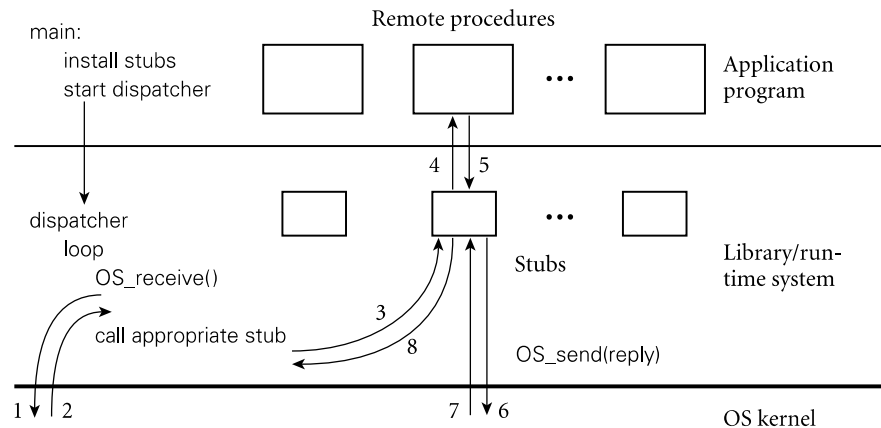 Remote procedures
main:
install stubs
start dispatcher
...
Application
program
4
5
dispatcher
loop
...
Stubs
Library/run-
time system
OS_receive()
3
call appropriate stub
8
OS_send(reply)
1
2
7
6
OS kernel